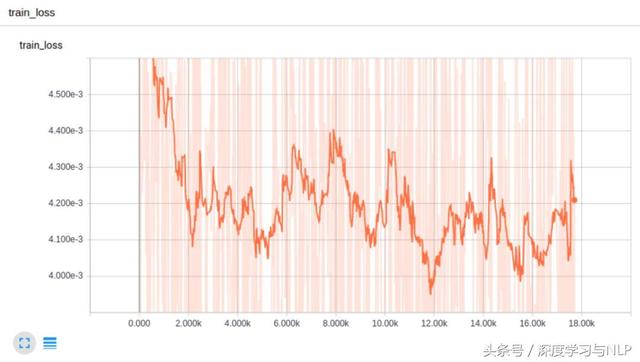 train_loss
train_loss
4.500e-3
4.400e-3
4.300e-3
4.200e-3
4.100e-3
4.000e-3
0.000 2.000k 4.000k 6.000k 8.000k 10.00k 12.00k 14.00k 16.00k 18.00k
头条号 / 深度学习与NLP